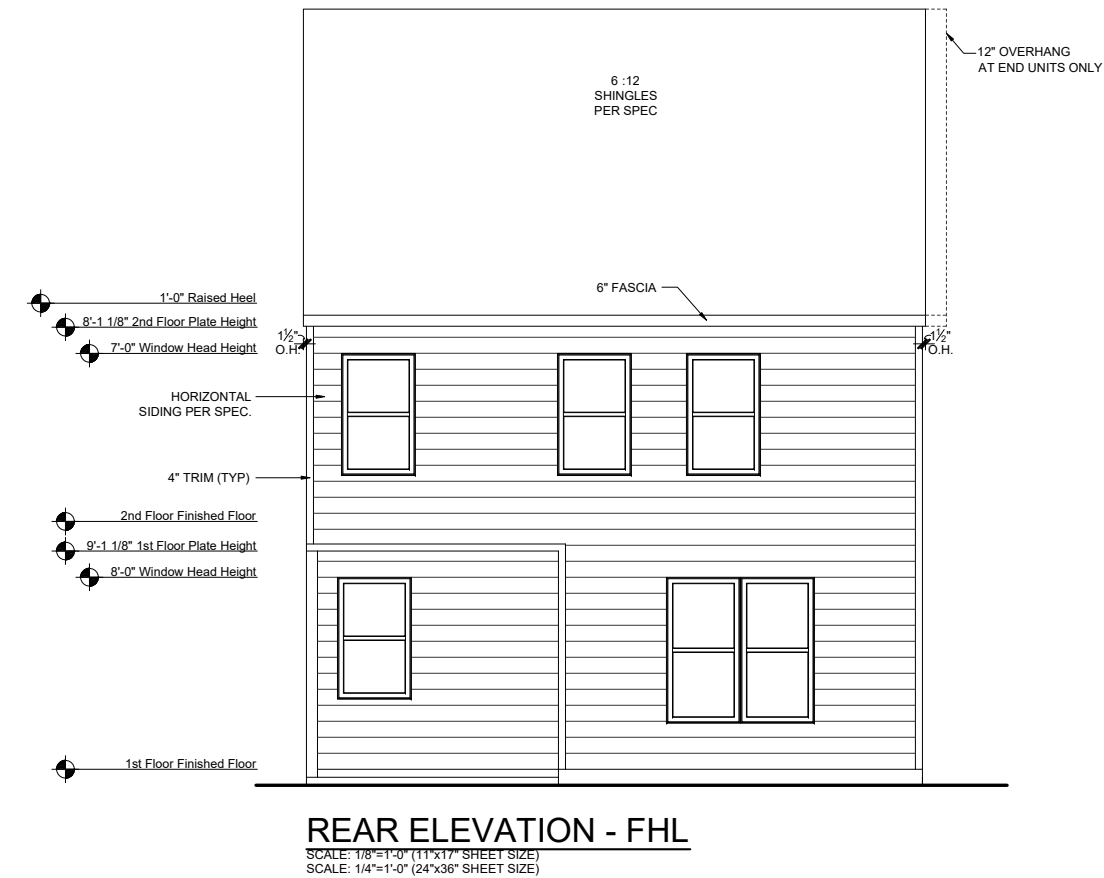 12" OVERHANG
AT END UNITS ONLY
6 :12
SHINGLES
PER SPEC
6" FASCIA
1'-0" Raised Heel
8'-1 1/8" 2nd Floor Plate Height
7'-0" Window Head Height
1½"
O.H.
1½"
O.H.
HORIZONTAL
SIDING PER SPEC.
4" TRIM (TYP)
2nd Floor Finished Floor
9'-1 1/8" 1st Floor Plate Height
8'-0" Window Head Height
1st Floor Finished Floor
REAR ELEVATION - FHL
SCALE: 1/8"=1'-0" (11"x17" SHEET SIZE)
SCALE: 1/4"=1'-0" (24"x36" SHEET SIZE)